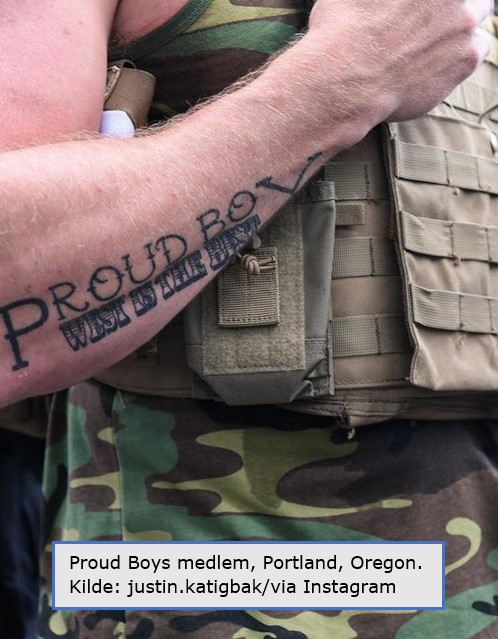 PROUD BOY
WEST IS THE BEST
Proud Boys medlem, Portland, Oregon.
Kilde: justin.katigbak/via Instagram